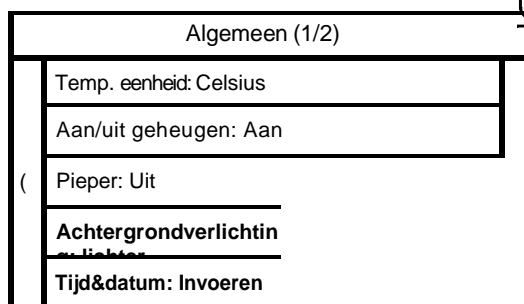 Algemeen (1/2)
Temp. eenheid: Celsius
Aan/uit geheugen: Aan
( Pieper: Uit
Achtergrondverlichtin
Tijd&datum: Invoeren